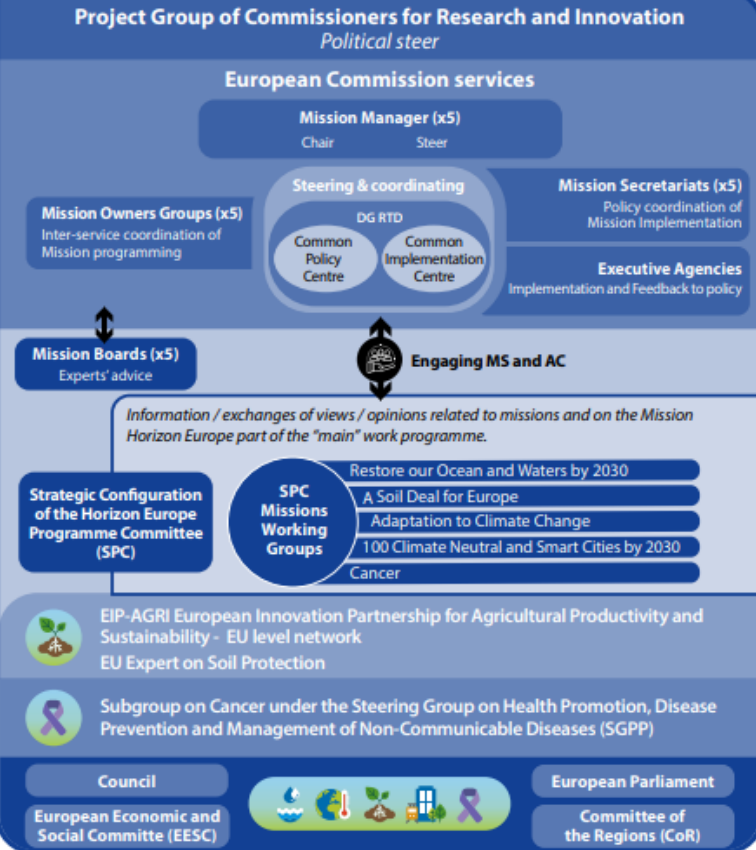 Project Group of Commissioners for Research and Innovation
Political steer
European Commission services
Mission Manager (x5)
Chair Steer
Steering & coordinating
DG RTD
Common
Policy
Centre
Common
Implementation
Centre
Mission Owners Groups (x5)
Inter-service coordination of
Mission programming
Mission Secretariats (x5)
Policy coordination of
Mission Implementation
Executive Agencies
Implementation and Feedback to policy
Mission Boards (x5)
Experts' advice
Engaging MS and AC
Information / exchanges of views / opinions related to missions and on the Mission
Horizon Europe part of the "main" work programme.
Strategic Configuration
of the Horizon Europe
Programme Committee
(SPC)
SPC
Missions
Working
Groups
Restore our Ocean and Waters by 2030
A Soil Deal for Europe
Adaptation to Climate Change
100 Climate Neutral and Smart Cities by 2030
Cancer
EIP-AGRI European Innovation Partnership for Agricultural Productivity and
Sustainability - EU level network
EU Expert on Soil Protection
Subgroup on Cancer under the Steering Group on Health Promotion, Disease
Prevention and Management of Non-Communicable Diseases (SGPP)
Council
European Economic and
Social Committe (EESC)
European Parliament
Committee of
the Regions (CoR)